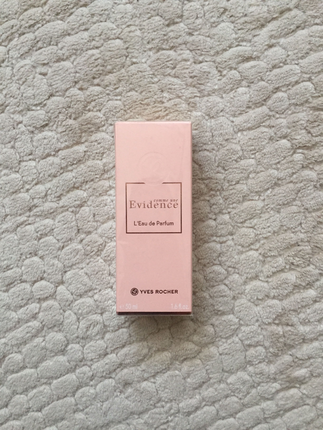 comme une
Evidence
L'Eau de Parfum
YVES ROCHER